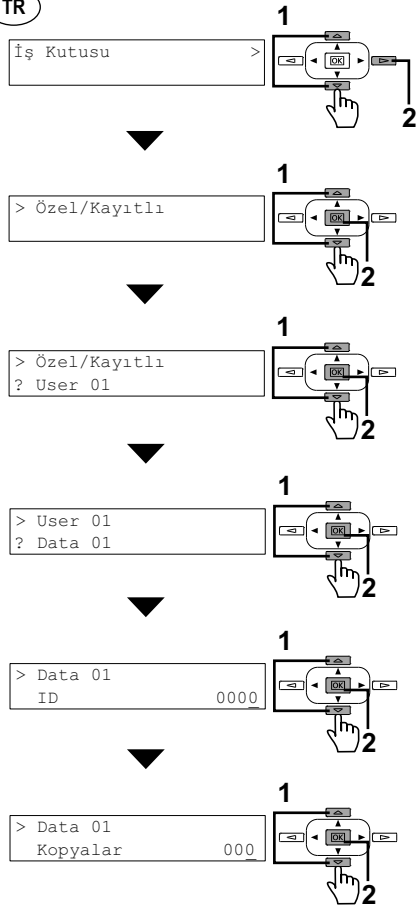 TR
İş Kutusu >
1
OK
2
> Özel/Kayıtlı
1
OK
2
> Özel/Kayıtlı
? User 01
1
OK
2
> User 01
? Data 01
1
OK
2
> Data 01
ID 0000
1
OK
2
> Data 01
Kopyalar 000
1
OK
2